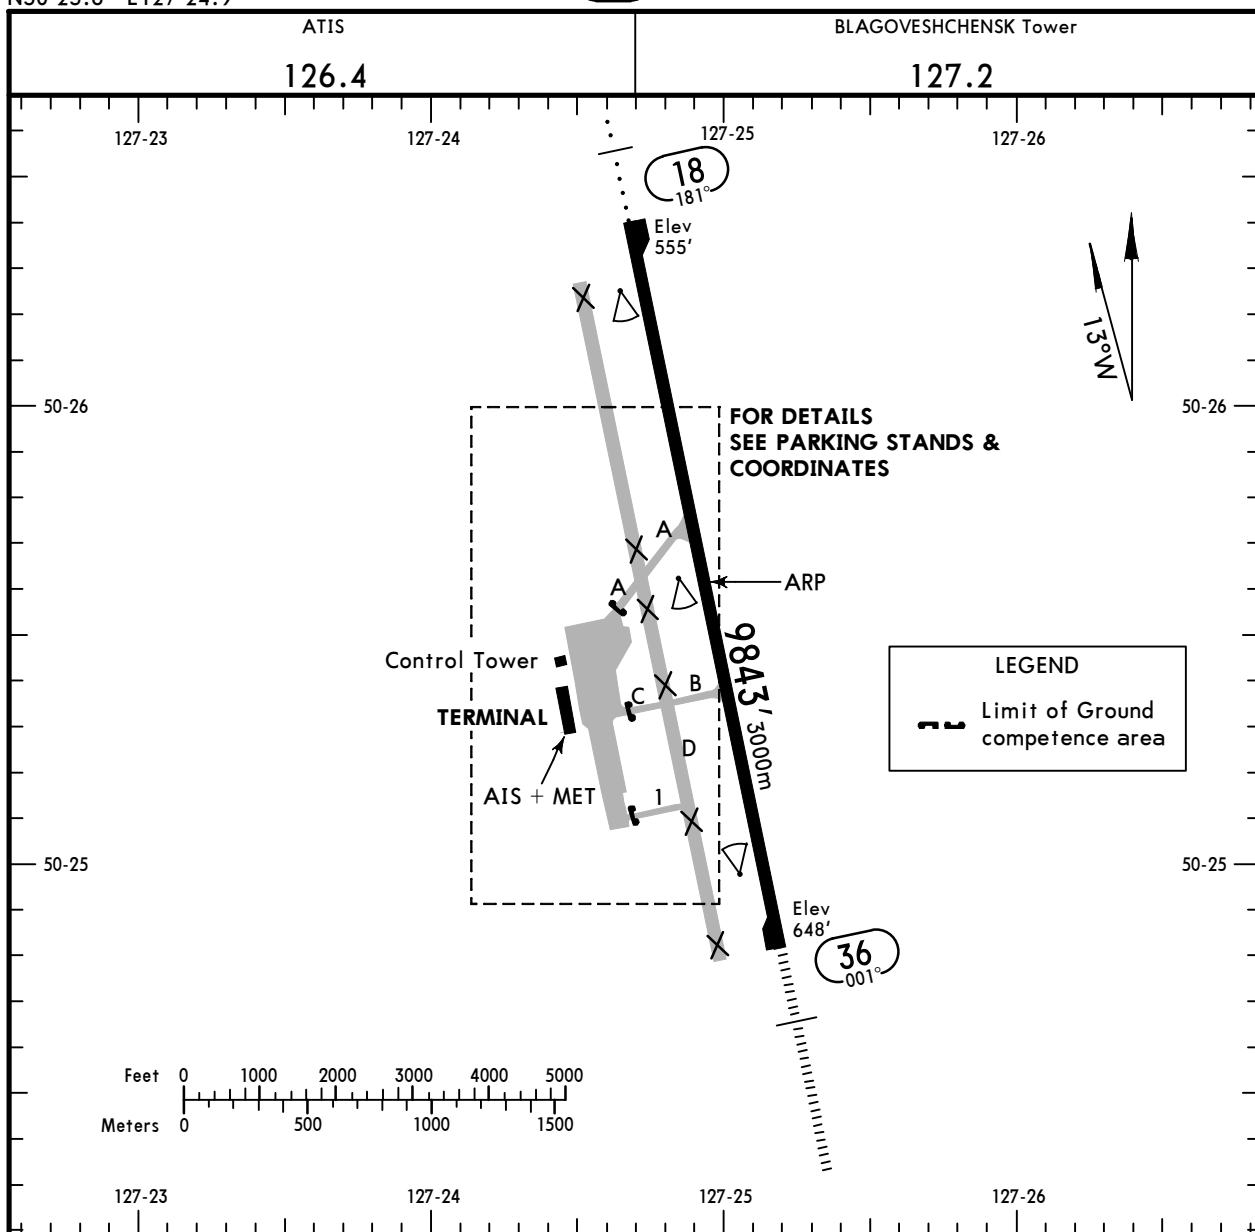 ATIS
126.4
BLAGOVESHCHENSK Tower
127.2
127-23
127-24
127-25
127-26
18
181°
Elev
555'
13°W
50-26
50-26
FOR DETAILS
SEE PARKING STANDS &
COORDINATES
A
A
ARP
Control Tower
C
B
TERMINAL
D
9843' 3000m
LEGEND
Limit of Ground
competence area
AIS + MET
1
50-25
50-25
Elev
648'
36
001°
Feet 0 1000 2000 3000 4000 5000
Meters 0 500 1000 1500
127-23
127-24
127-25
127-26